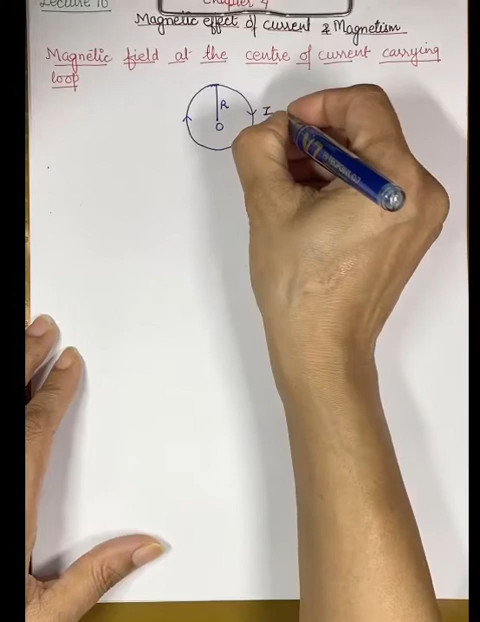 Lecture 10
Chapter 4
Magnetic effect of current & Magnetism
Magnetic field at the centre of current carrying
loop
R
I
O